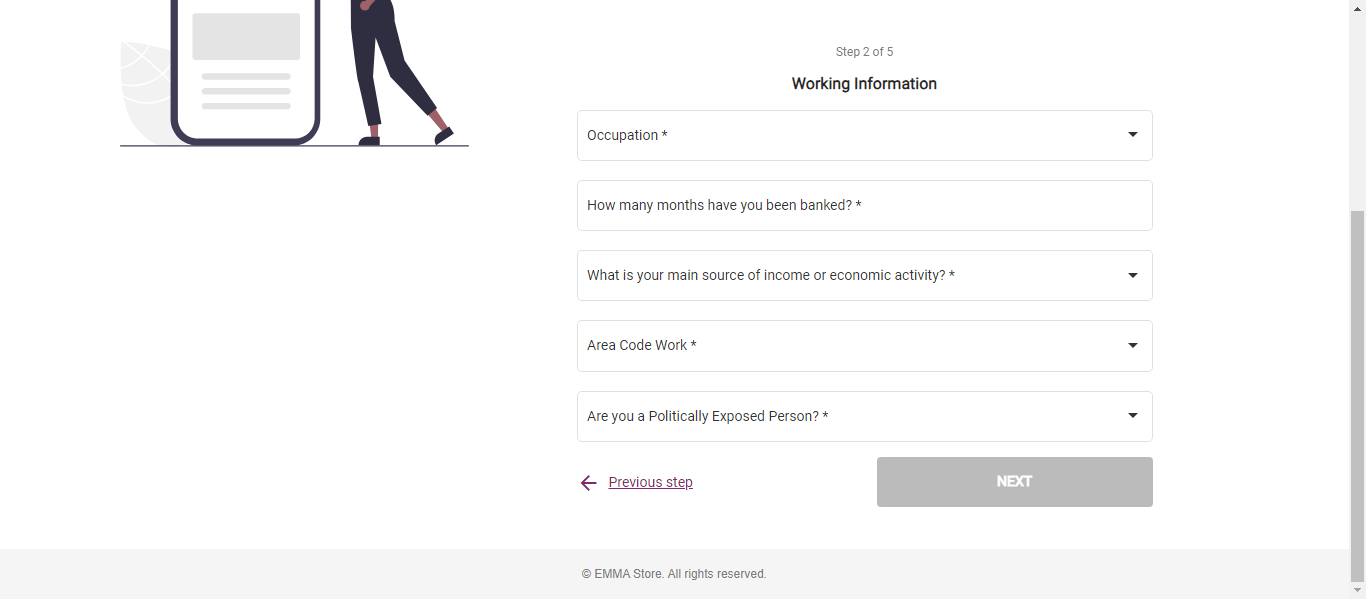 Step 2 of 5
Working Information
Occupation *
How many months have you been banked? *
What is your main source of income or economic activity? *
Area Code Work *
Are you a Politically Exposed Person? *
Previous step
NEXT
© EMMA Store. All rights reserved.